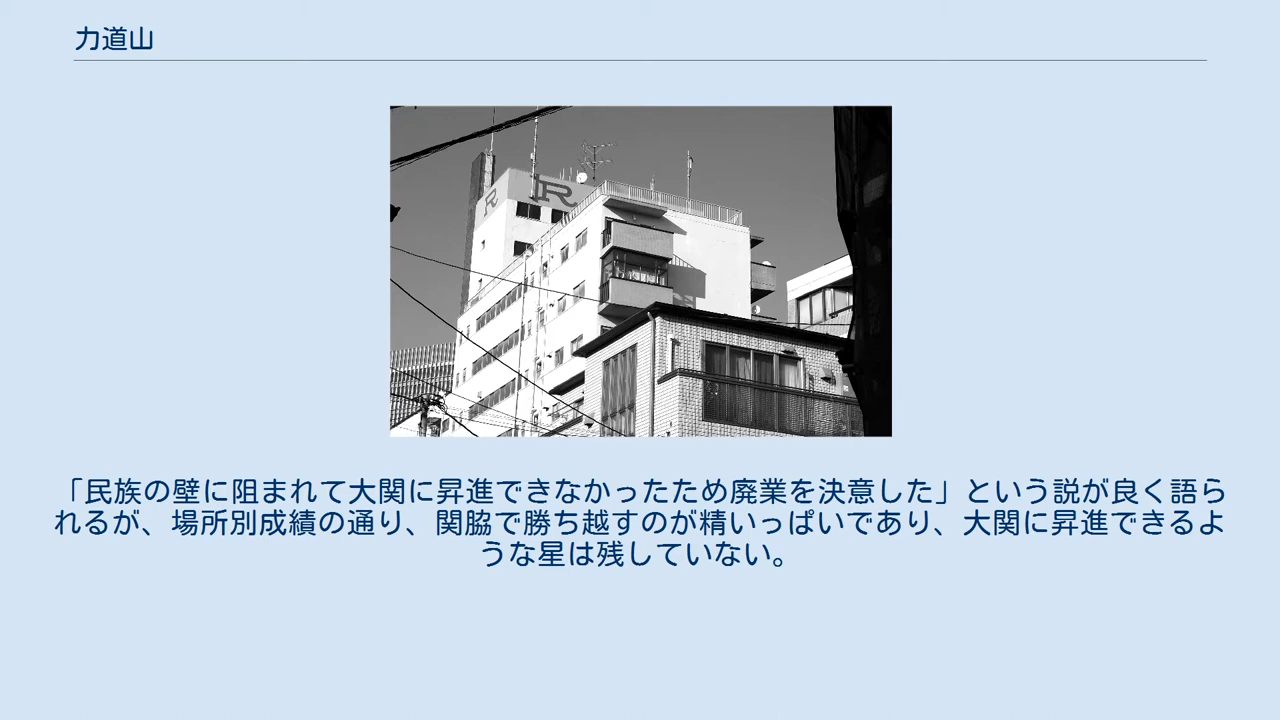 力道山
R
R
「民族の壁に阻まれて大関に昇進できなかったため廃業を決意した」という説が良く語ら
れるが、場所別成績の通り、関脇で勝ち越すのが精いっぱいであり、大関に昇進できるよ
うな星は残していない。